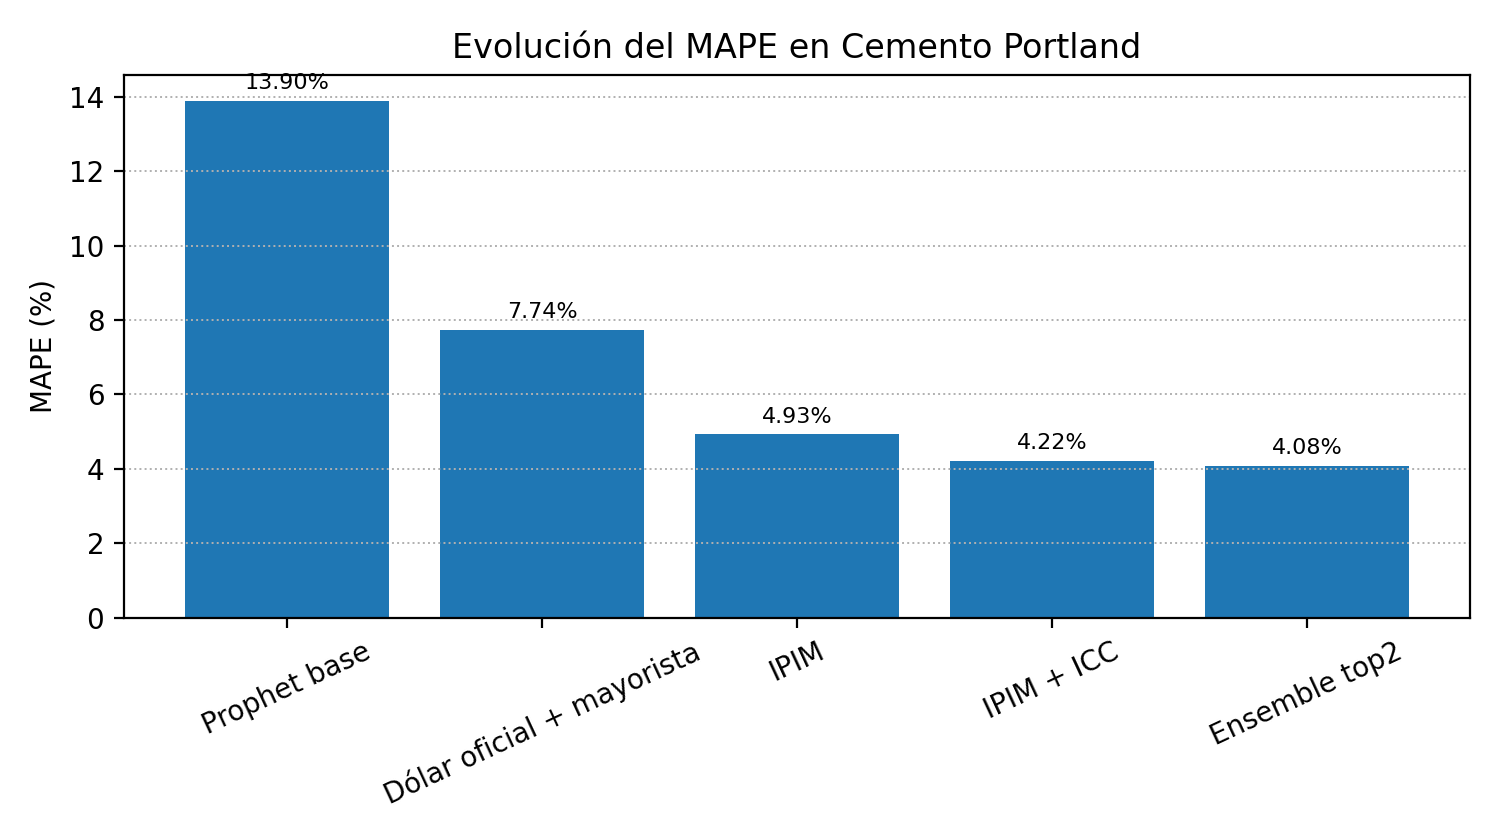 Evolución del MAPE en Cemento Portland
MAPE (%)
14
12
10
8
6
4
2
0
13.90%
7.74%
4.93%
4.22%
4.08%
Prophet base
Dólar oficial + mayorista
IPIM
IPIM + ICC
Ensemble top2